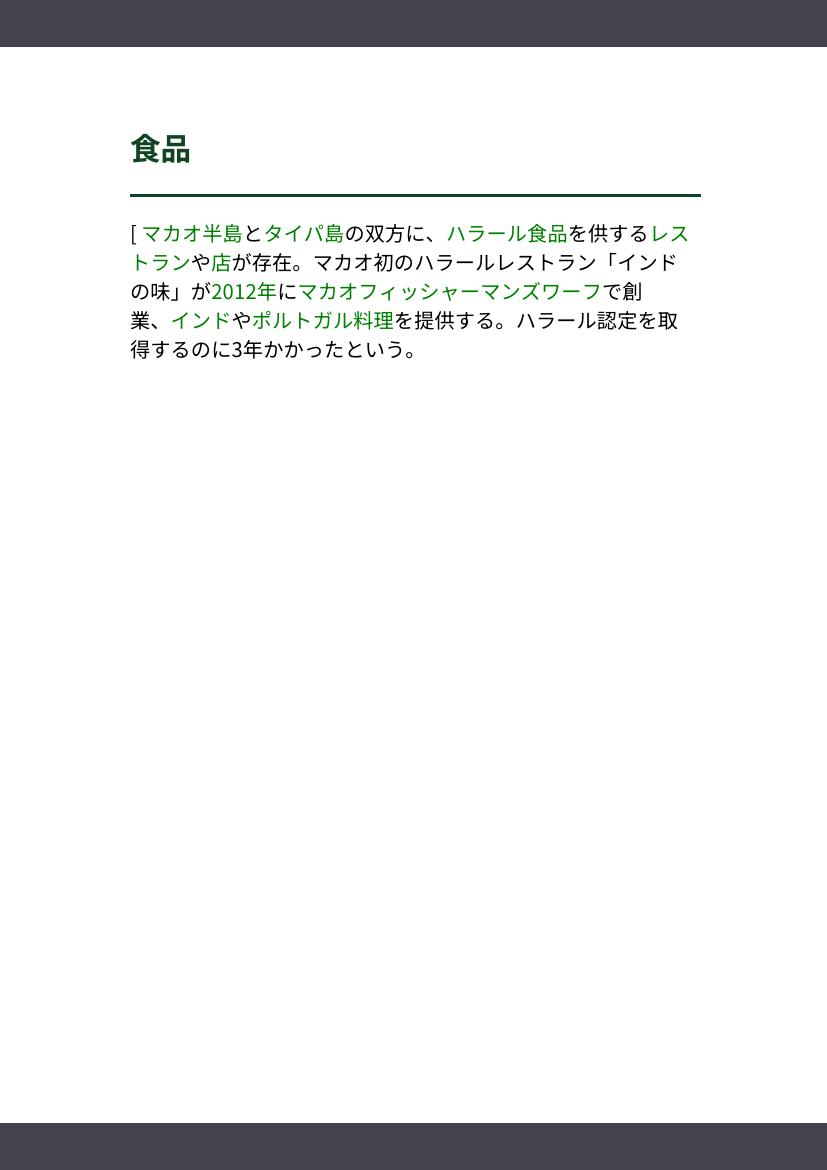 食品
[ マカオ半島とタイパ島の双方に、ハラール食品を供するレス
トランや店が存在。マカオ初のハラールレストラン「インド
の味」が2012年にマカオフィッシャーマンズワーフで創
業、インドやポルトガル料理を提供する。ハラール認定を取
得するのに3年かかったという。